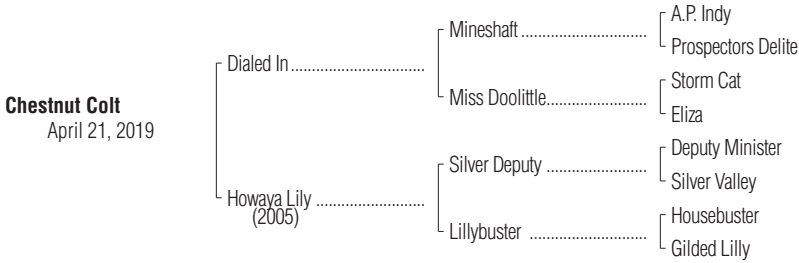 Chestnut Colt
April 21, 2019
Dialed In................................
Howaya Lily ..........................
(2005)
Mineshaft ..............................
Miss Doolittle........................
Silver Deputy ........................
Lillybuster ............................
A.P. Indy
Prospectors Delite
Storm Cat
Eliza
Deputy Minister
Silver Valley
Housebuster
Gilded Lilly